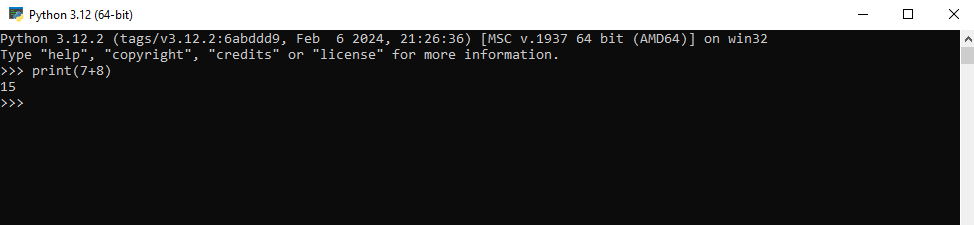 Python 3.12 (64-bit)
Python 3.12.2 (tags/v3.12.2:6abddd9, Feb  6 2024, 21:26:36) [MSC v.1937 64 bit (AMD64)] on win32
Type "help", "copyright", "credits" or "license" for more information.
>>> print(7+8)
15
>>>